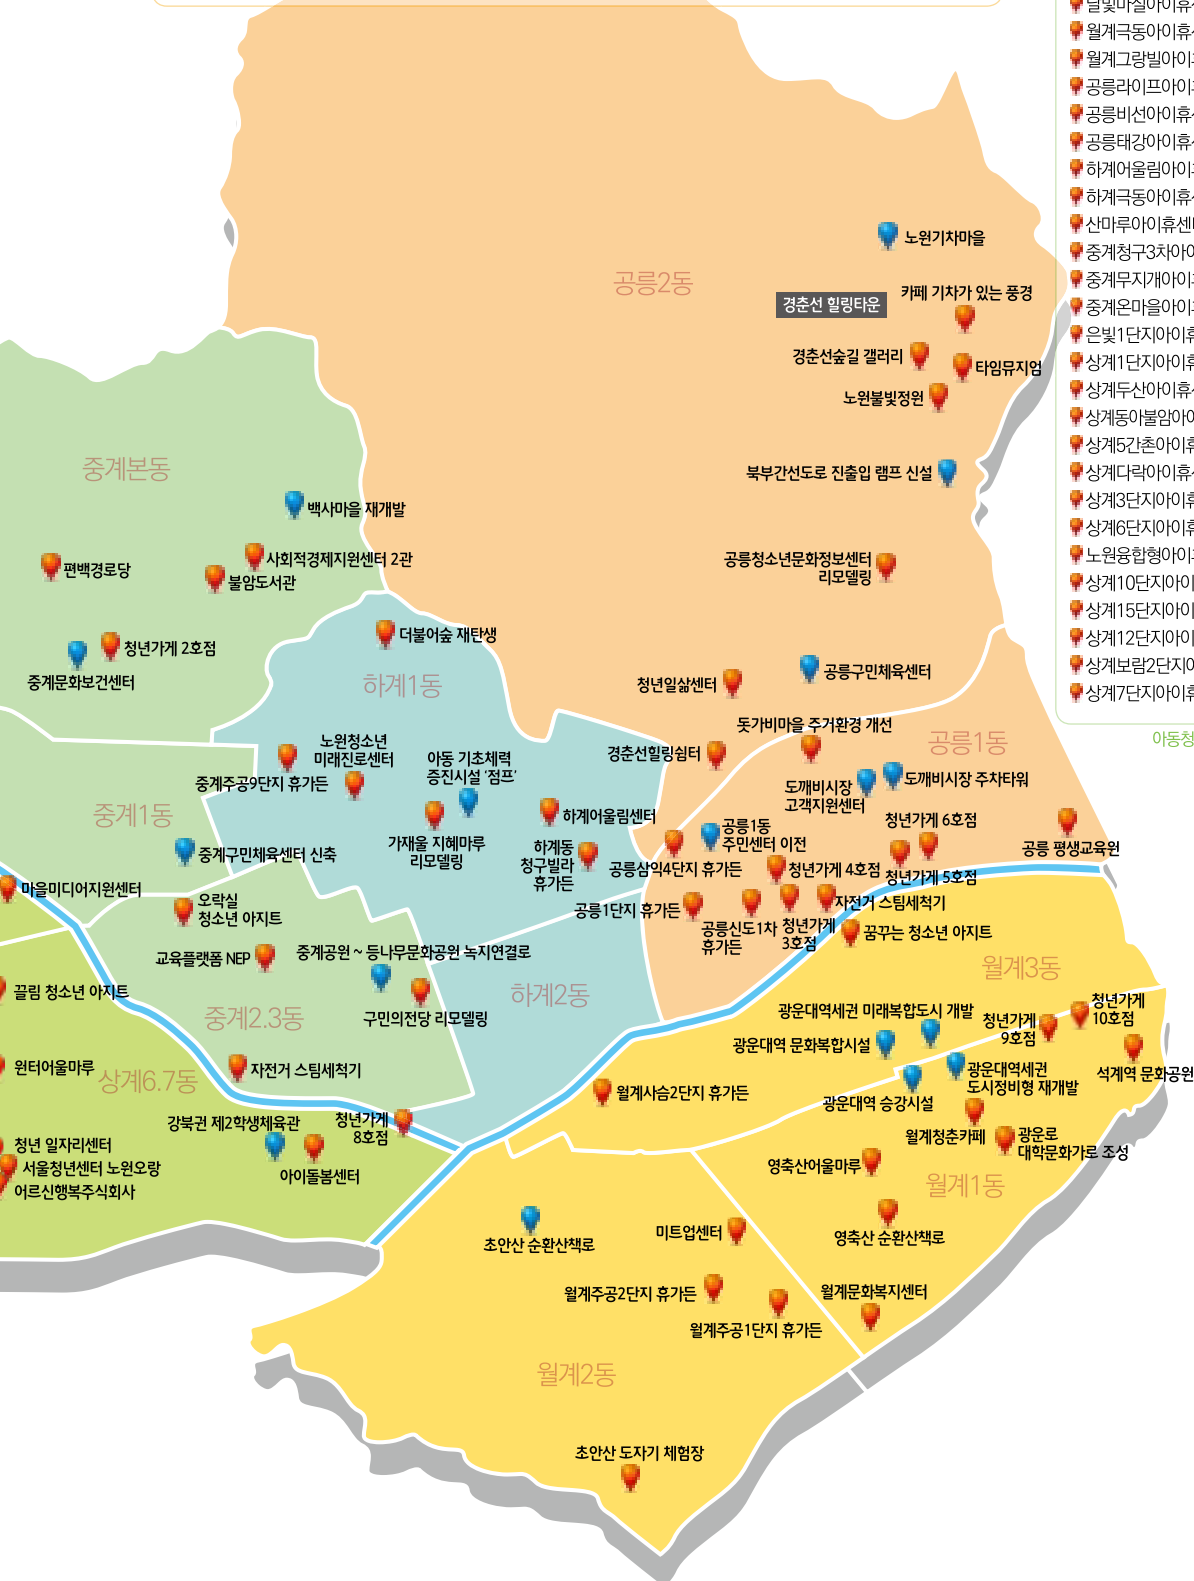 노원기차마을
공릉2동
경춘선 힐링타운
카페 기차가 있는 풍경
경춘선숲길 갤러리
타임뮤지엄
노원불빛정원
북부간선도로 진출입 램프 신설
공릉청소년문화정보센터
리모델링
청년일삶센터
공릉구민체육센터
돗가비마을 주거환경 개선
경춘선힐링쉼터
공릉1동
도깨비시장
고객지원센터
도깨비시장 주차타워
청년가게 6호점
공릉1동
주민센터 이전
공릉 평생교육원
공릉삼익4단지 휴가든
청년가게 4호점
청년가게 5호점
공릉1단지 휴가든
공릉신도1차
휴가든
청년가게
3호점
자전거 스팀세척기
꿈꾸는 청소년 아지트
중계본동
백사마을 재개발
사회적경제지원센터 2관
편백경로당
불암도서관
청년가게 2호점
중계문화보건센터
더불어숲 재탄생
하계1동
노원청소년
미래진로센터
중계주공9단지 휴가든
아동 기초체력
증진시설 ‘점프’
가재울 지혜마루
리모델링
하계어울림센터
하계동
청구빌라
휴가든
중계1동
중계구민체육센터 신축
마을미디어지원센터
오락실
청소년 아지트
교육플랫폼 NEP
중계공원 ~ 등나무문화공원 녹지연결로
구민의전당 리모델링
하계2동
중계2.3동
끌림 청소년 아지트
원터어울마루
상계6.7동
자전거 스팀세척기
강북권 제2학생체육관
청년가게
8호점
청년 일자리센터
서울청년센터 노원오랑
어르신행복주식회사
아이돌봄센터
월계3동
광운대역세권 미래복합도시 개발
광운대역 문화복합시설
청년가게
9호점
청년가게
10호점
석계역 문화공원
광운대역세권
도시정비형 재개발
광운대역 승강시설
월계사슴2단지 휴가든
월계청춘카페
광운로
대학문화가로 조성
영축산어울마루
월계1동
영축산 순환산책로
초안산 순환산책로
미트업센터
월계주공2단지 휴가든
월계주공1단지 휴가든
월계문화복지센터
월계2동
초안산 도자기 체험장
달빛마실아이휴
월계극동아이휴
월계그랑빌아이
공릉라이프아이
공릉비선아이휴
공릉태강아이휴
하계어울림아이
하계극동아이휴
산마루아이휴센
중계청구3차아이
중계무지개아이
중계온마을아이
은빛1단지아이휴
상계1단지아이휴
상계두산아이휴
상계동아불암아이
상계5간촌아이휴
상계다락아이휴
상계3단지아이휴
상계6단지아이휴
노원융합형아이
상계10단지아이
상계15단지아이
상계12단지아이
상계보람2단지아
상계7단지아이휴
아동청